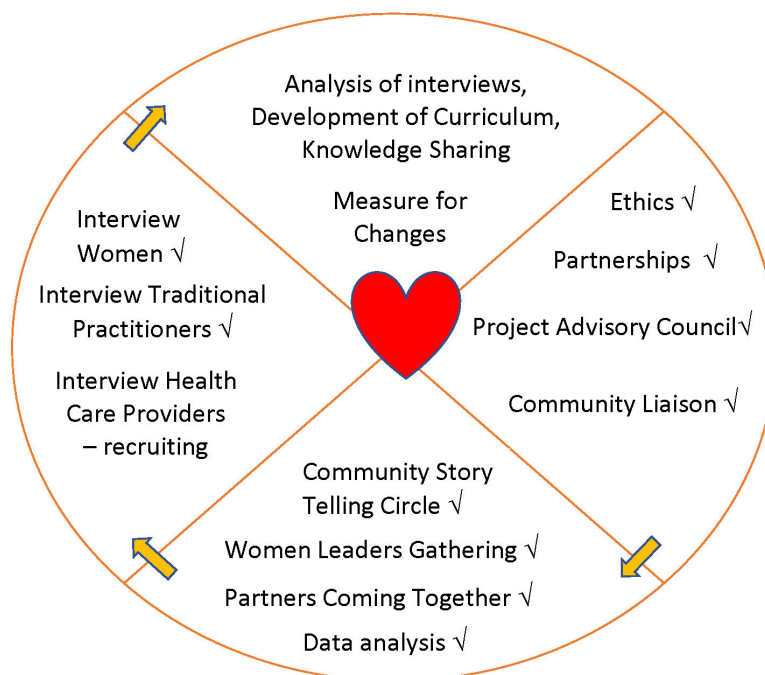 Analysis of interviews,
Development of Curriculum,
Knowledge Sharing
Measure for
Changes
Ethics √
Partnerships √
Project Advisory Council√
Community Liaison √
Community Story
Telling Circle √
Women Leaders Gathering √
Partners Coming Together √
Data analysis √
Interview
Women √
Interview Traditional
Practitioners √
Interview Health
Care Providers
– recruiting